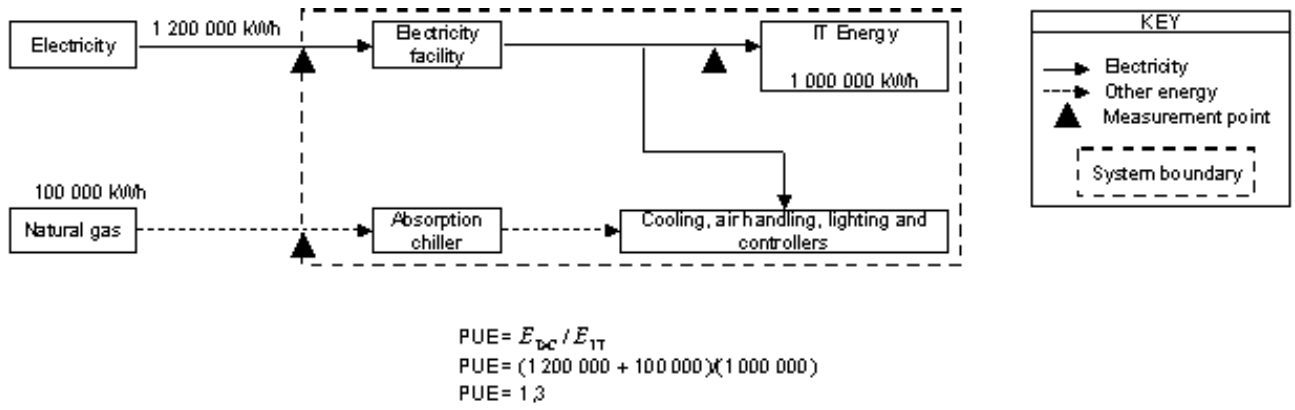 Electricity
1 200 000 kWh
Electricity
facility
IT Energy
1 000 000 kWh
100 000 kWh
Natural gas
Absorption
chiller
Cooling, air handling, lighting and
controllers
KEY
Electricity
Other energy
Measurement point
System boundary
PUE = E_DC / E_IT
PUE = (1 200 000 + 100 000)/(1 000 000)
PUE = 1,3